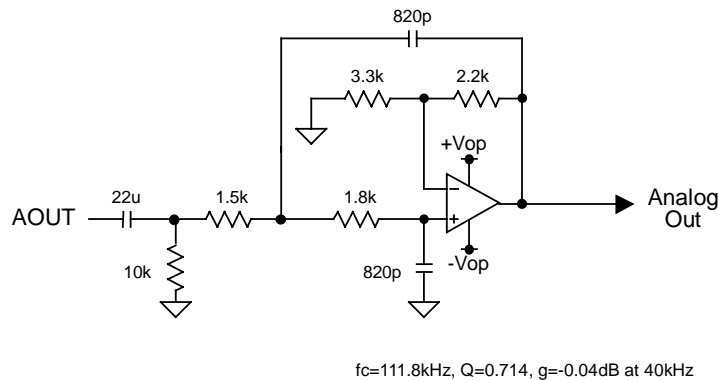 820p
3.3k
2.2k
+Vop
22u
1.5k
1.8k
AOUT
−
+
Analog
Out
10k
820p
-Vop
fc=111.8kHz, Q=0.714, g=-0.04dB at 40kHz